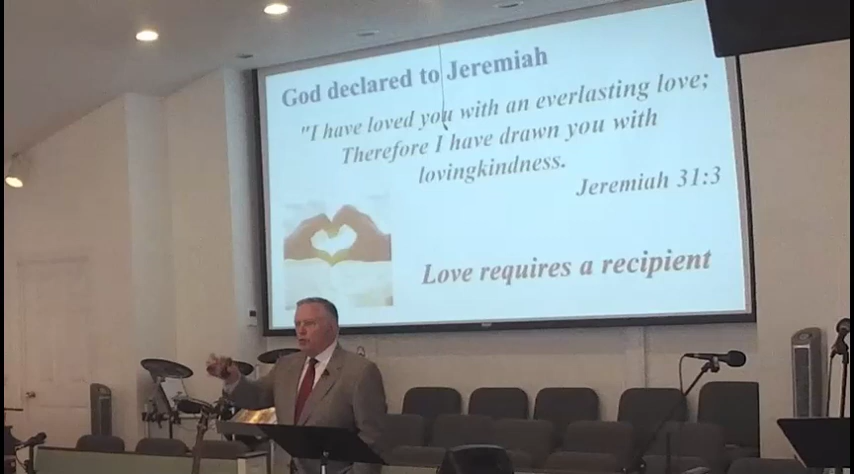 God declared to Jeremiah
"I have loved you with an everlasting love;
Therefore I have drawn you with
lovingkindness.
Jeremiah 31:3
Love requires a recipient